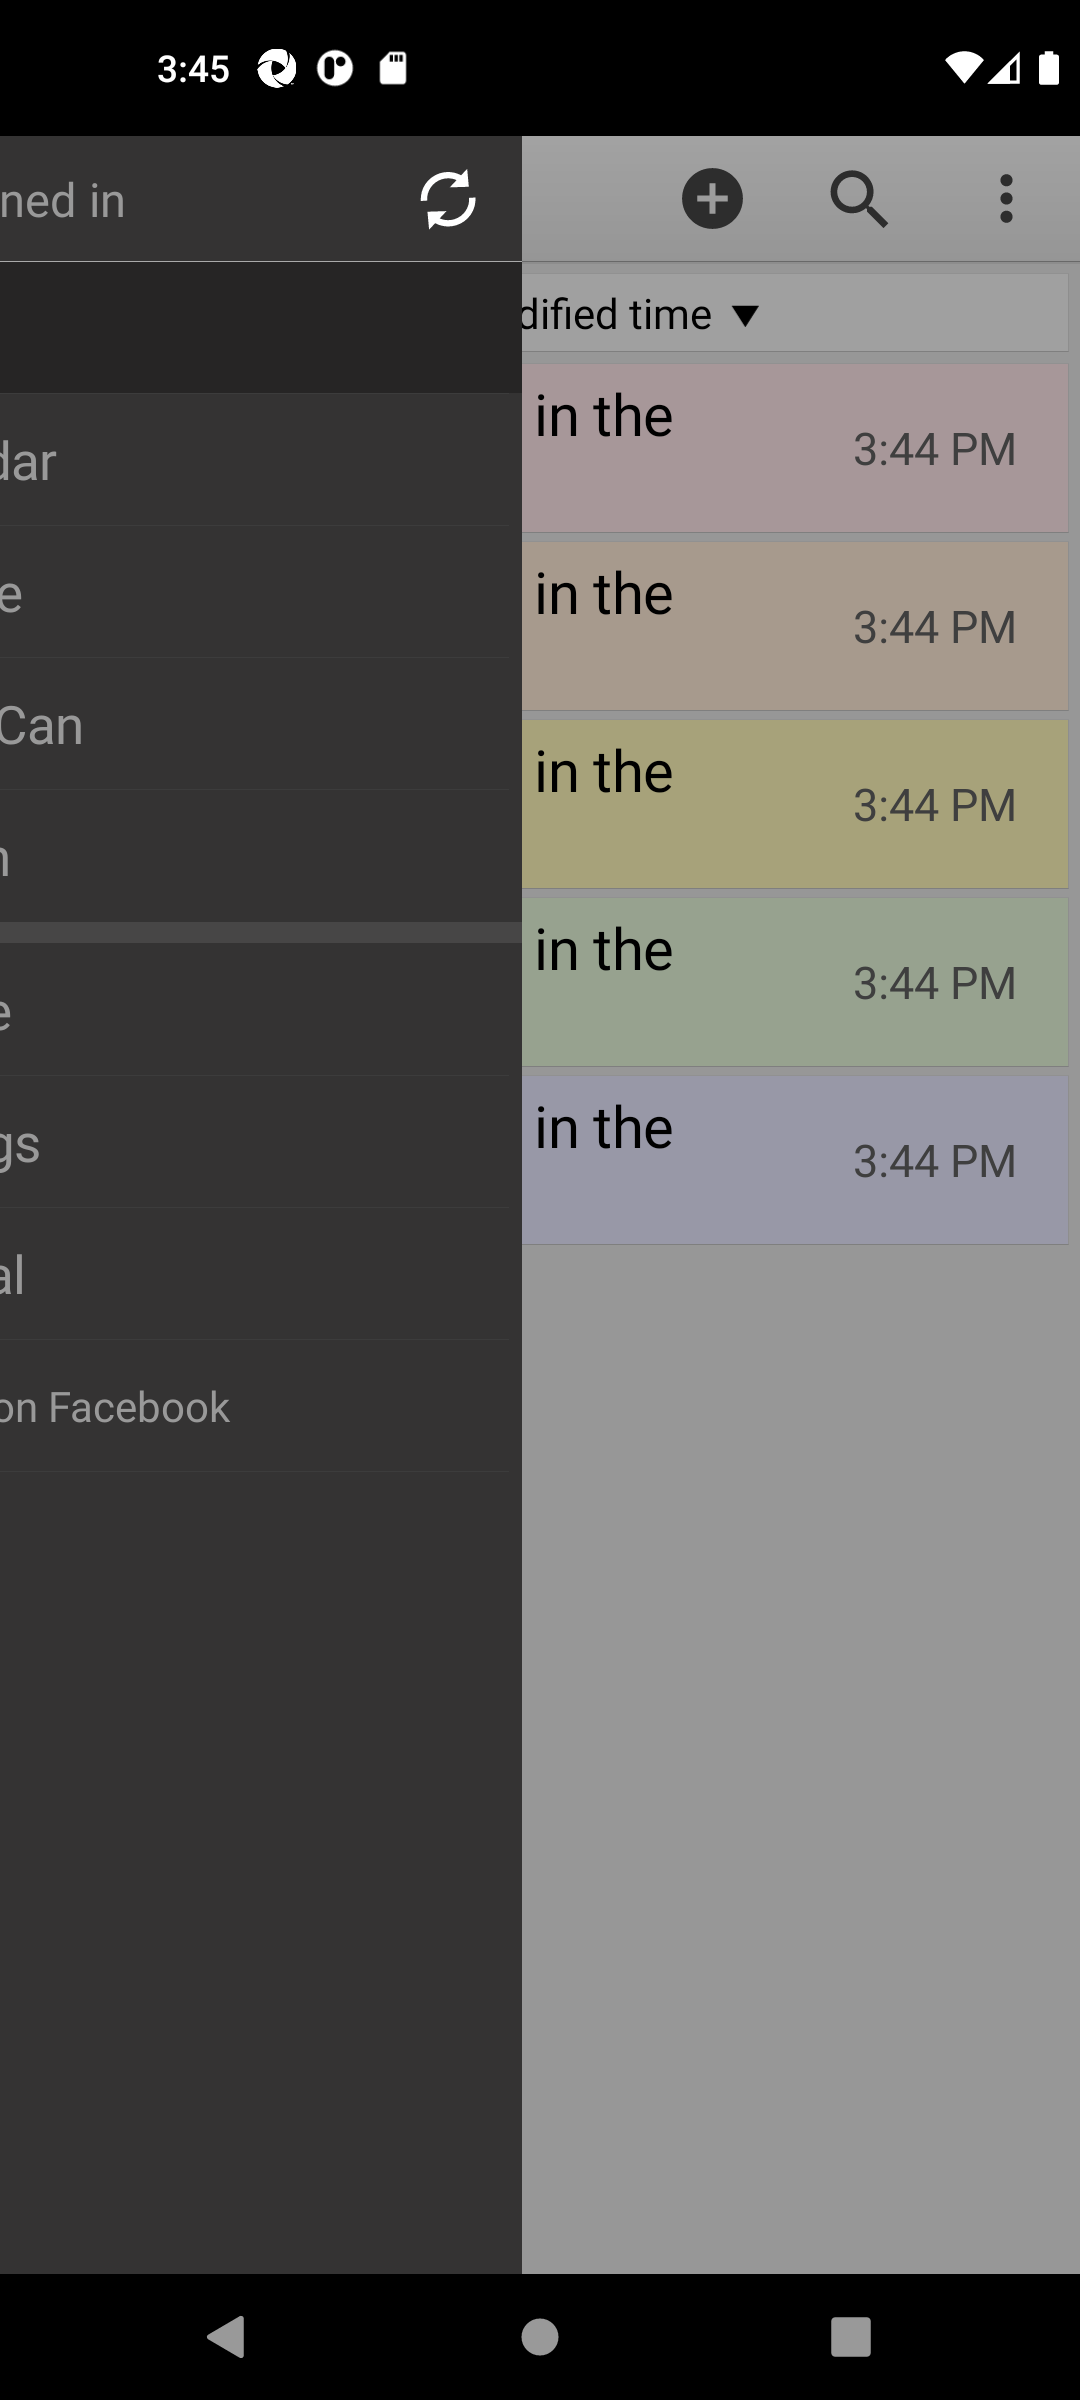 3:45
ned in
dified time ▼
in the
3:44 PM
dar
in the
3:44 PM
e
Can
in the
3:44 PM
n
in the
3:44 PM
e
gs
in the
3:44 PM
al
on Facebook